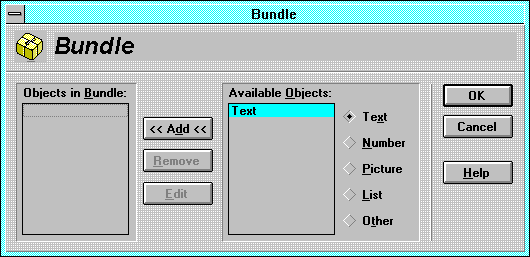 Bundle
Bundle
Objects in Bundle:
<< Add <<
Remove
Edit
Available Objects:
Text
Text
Number
Picture
List
Other
OK
Cancel
Help